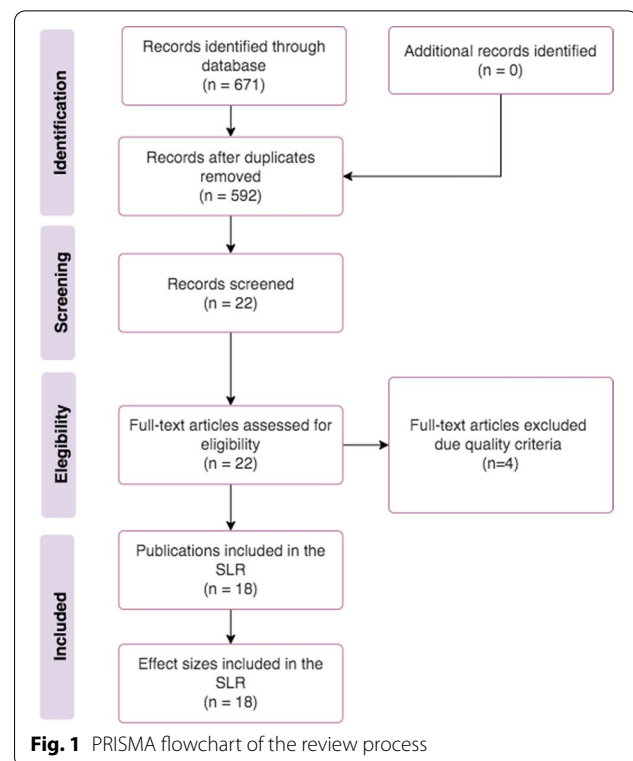 Identification
Records identified through
database
(n = 671)
Additional records identified
(n = 0)
Records after duplicates
removed
(n = 592)
Screening
Records screened
(n = 22)
Elegibility
Full-text articles assessed for
eligibility
(n = 22)
Full-text articles excluded
due quality criteria
(n=4)
Included
Publications included in the
SLR
(n = 18)
Effect sizes included in the
SLR
(n = 18)
Fig. 1 PRISMA flowchart of the review process